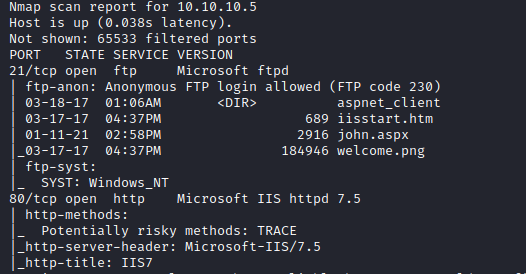 Nmap scan report for 10.10.10.5
Host is up (0.038s latency).
Not shown: 65533 filtered ports
PORT   STATE SERVICE VERSION
21/tcp open  ftp     Microsoft ftpd
| ftp-anon: Anonymous FTP login allowed (FTP code 230)
| 03-18-17  01:06AM       <DIR>          aspnet_client
| 03-17-17  04:37PM                  689 iisstart.htm
| 01-11-21  02:58PM                 2916 john.aspx
|_03-17-17  04:37PM               184946 welcome.png
| ftp-syst:
|_  SYST: Windows_NT
80/tcp open  http    Microsoft IIS httpd 7.5
| http-methods:
|_  Potentially risky methods: TRACE
|_http-server-header: Microsoft-IIS/7.5
|_http-title: IIS7